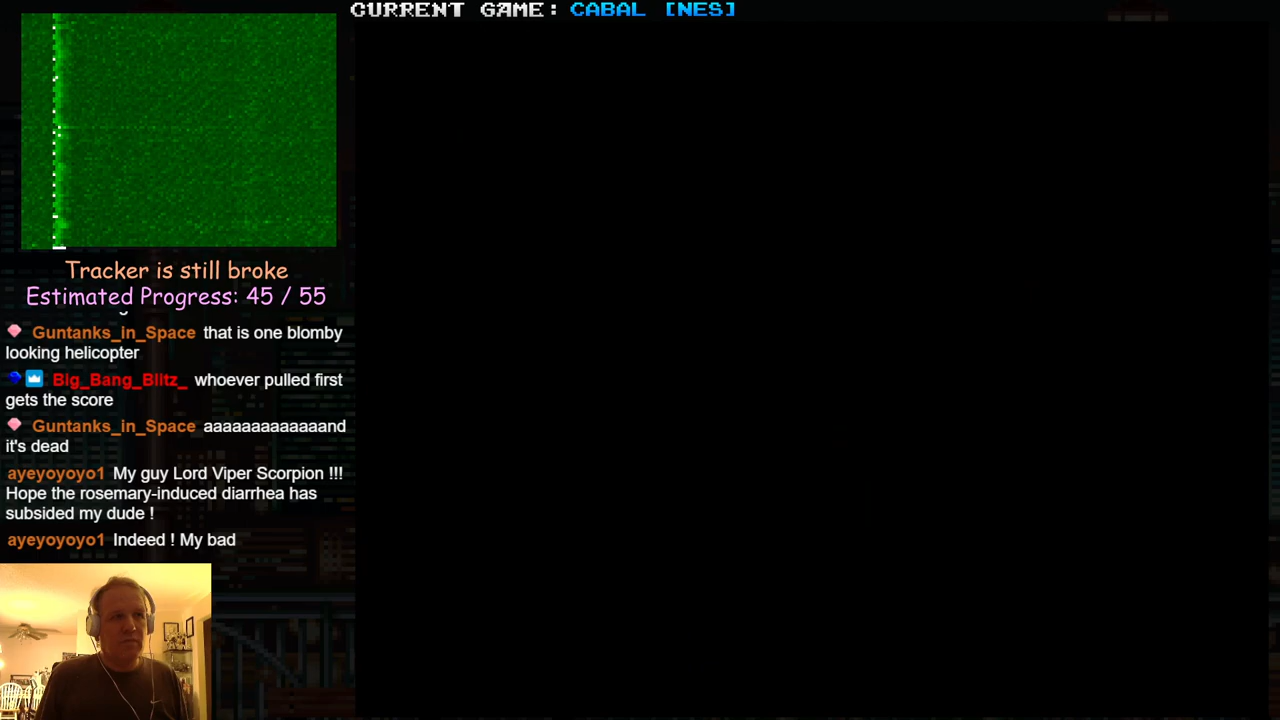 CURRENT GAME: CABAL [NES]
Tracker is still broke
Estimated Progress: 45 / 55
Guntanks_in_Space that is one blomby
looking helicopter
Big_Bang_Blitz_ whoever pulled first
gets the score
Guntanks_in_Space aaaaaaaaaaaaand
it's dead
ayeyoyoyo1 My guy Lord Viper Scorpion !!!
Hope the rosemary-induced diarrhea has
subsided my dude !
ayeyoyoyo1 Indeed ! My bad